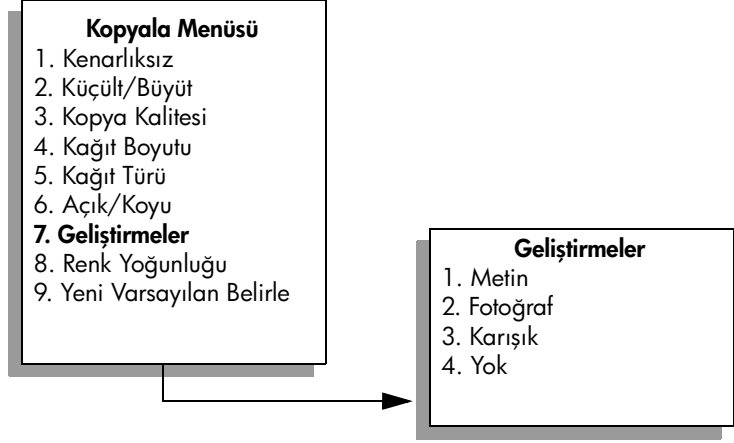 Kopyala Menüsü
1. Kenarlıksız
2. Küçült/Büyüt
3. Kopya Kalitesi
4. Kağıt Boyutu
5. Kağıt Türü
6. Açık/Koyu
7. Geliştirmeler
8. Renk Yoğunluğu
9. Yeni Varsayılan Belirle
Geliştirmeler
1. Metin
2. Fotoğraf
3. Karışık
4. Yok